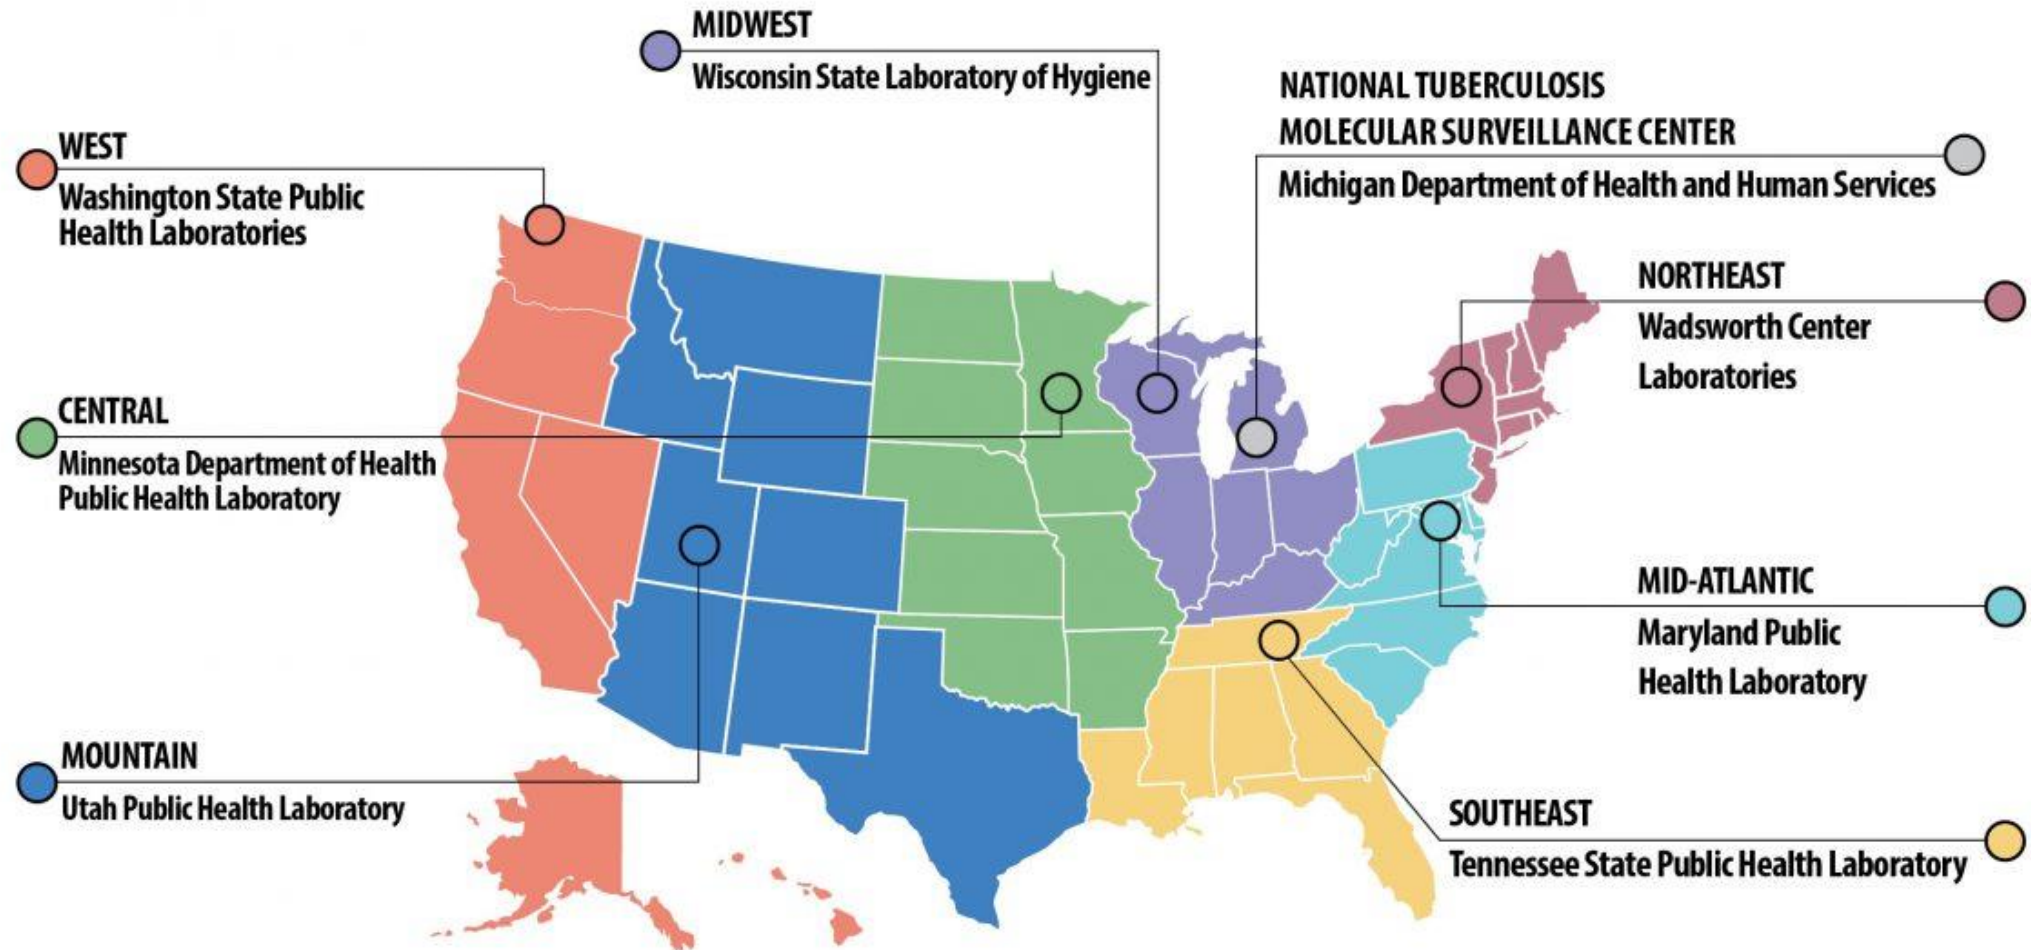 MIDWEST
Wisconsin State Laboratory of Hygiene
NATIONAL TUBERCULOSIS
MOLECULAR SURVEILLANCE CENTER
Michigan Department of Health and Human Services
WEST
Washington State Public
Health Laboratories
NORTHEAST
Wadsworth Center
Laboratories
CENTRAL
Minnesota Department of Health
Public Health Laboratory
MID-ATLANTIC
Maryland Public
Health Laboratory
MOUNTAIN
Utah Public Health Laboratory
SOUTHEAST
Tennessee State Public Health Laboratory